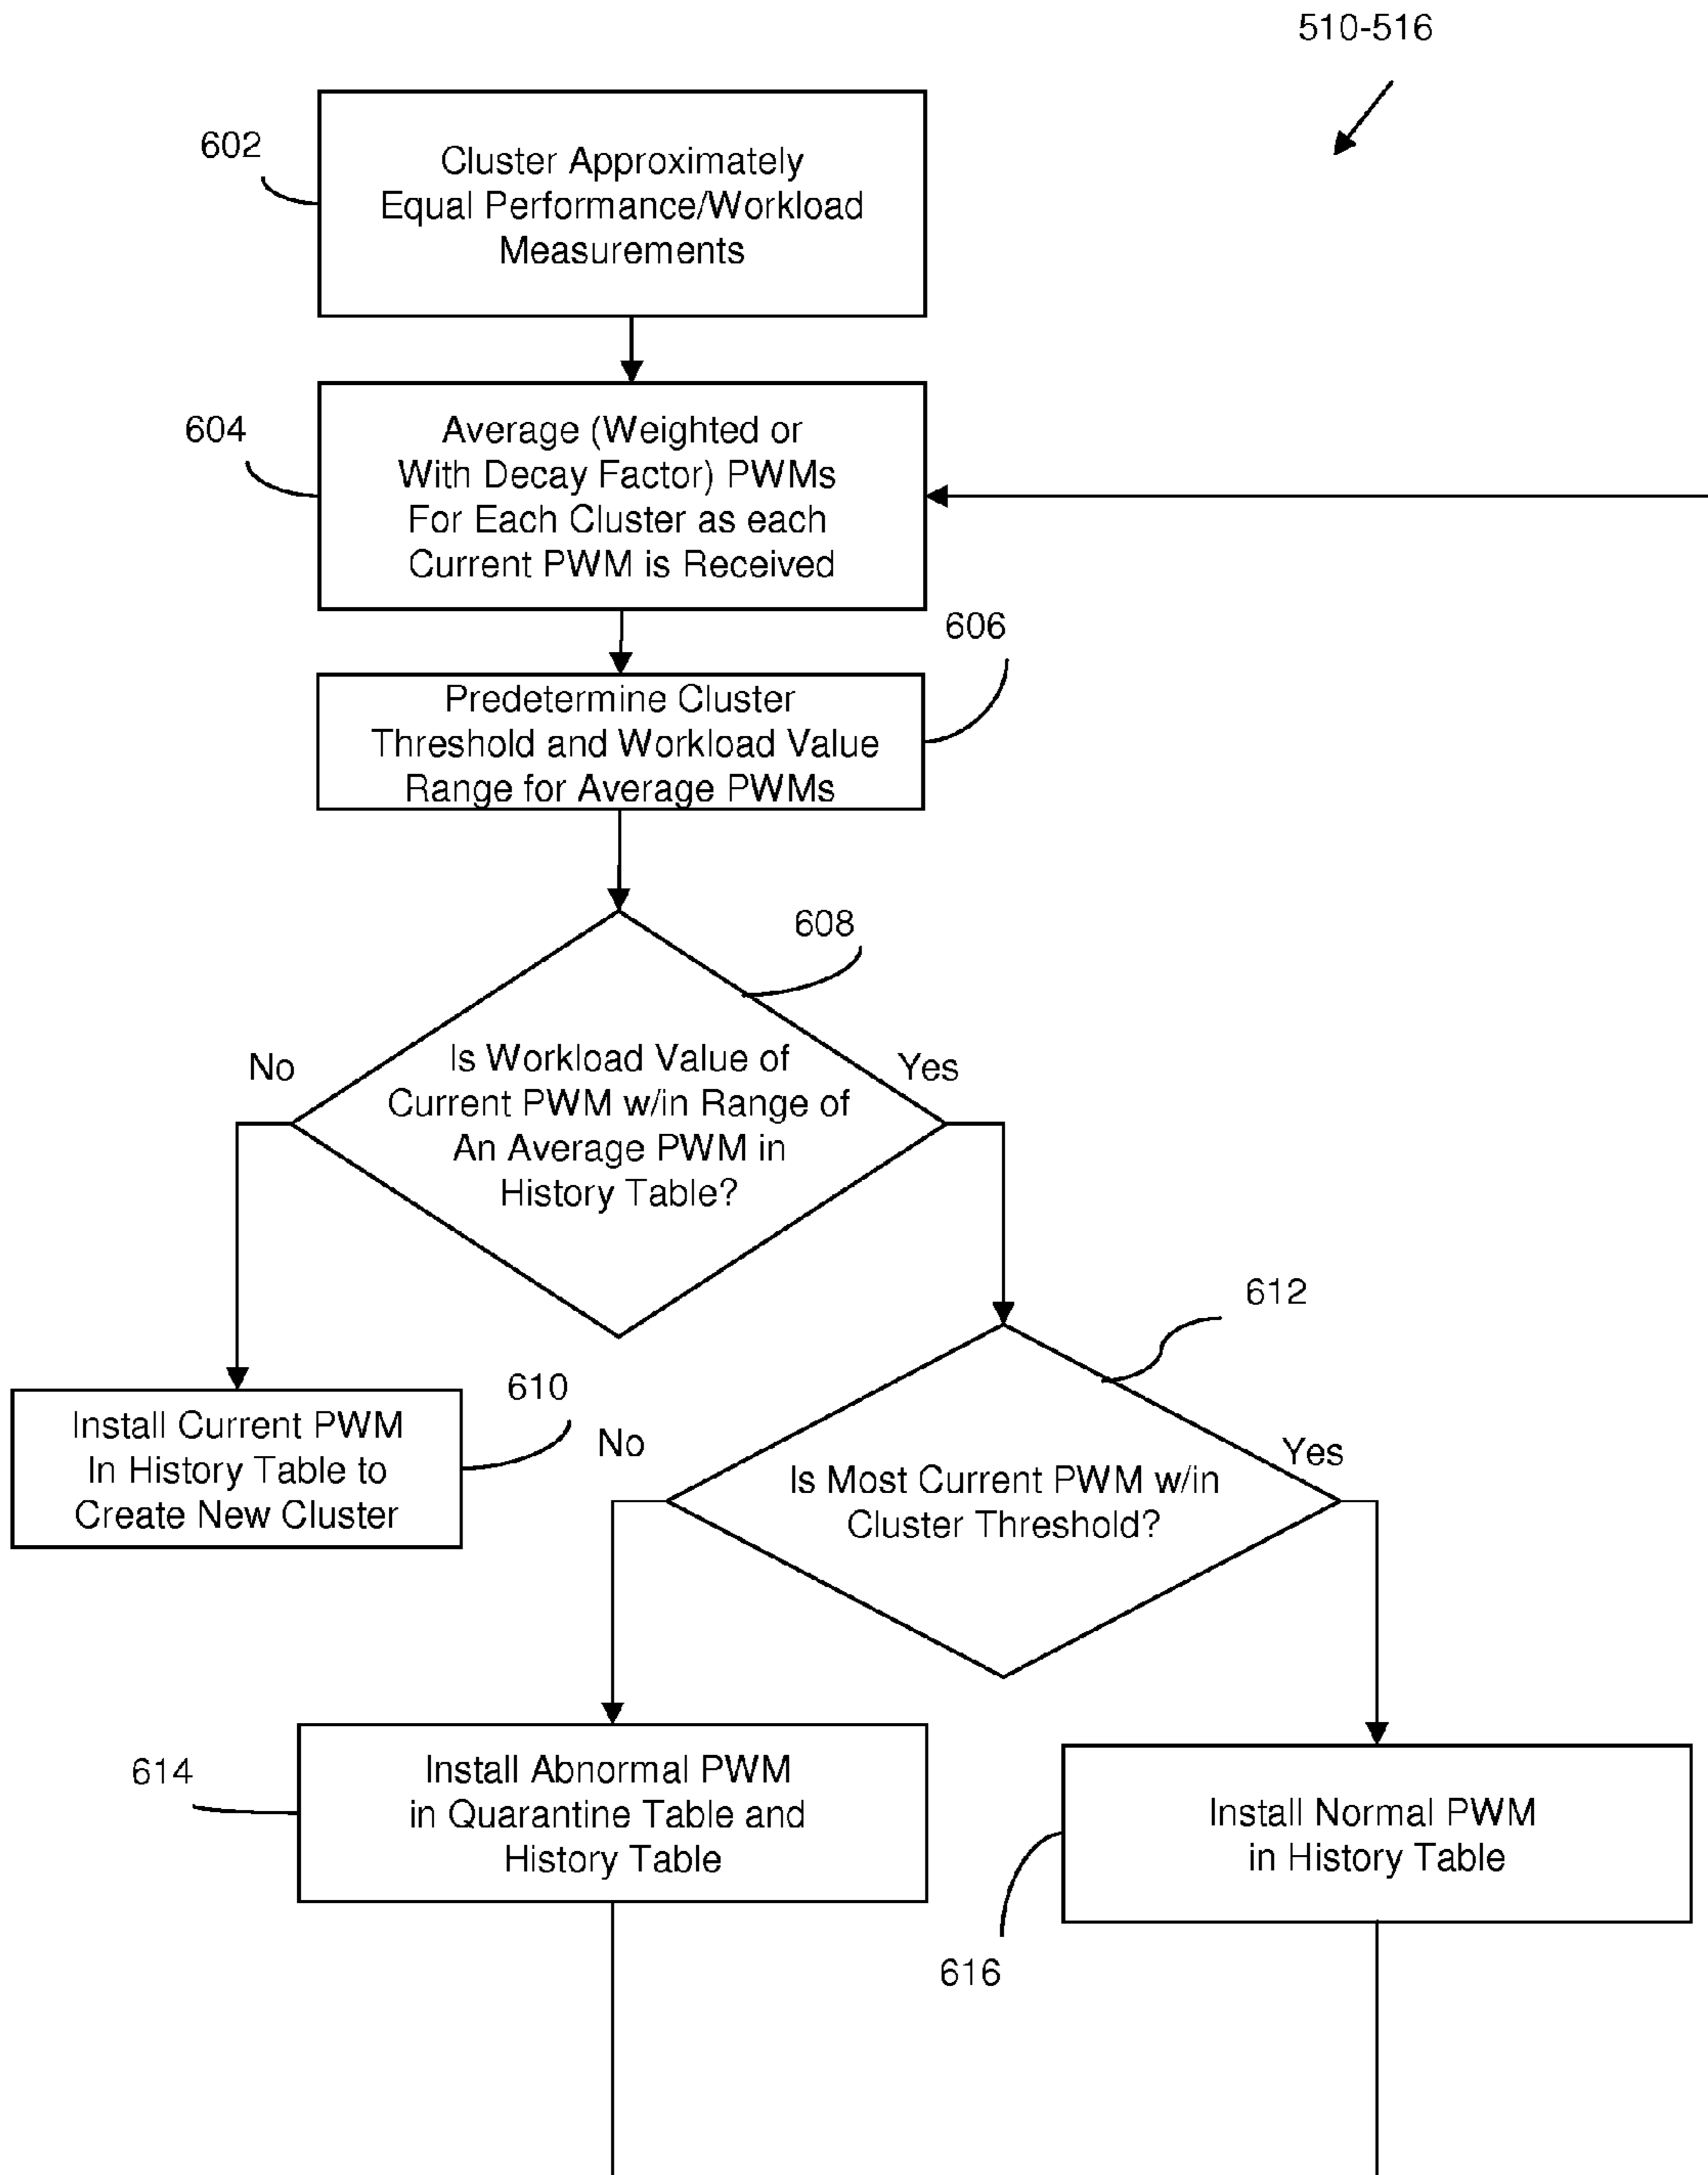 510-516
602
Cluster Approximately
Equal Performance/Workload
Measurements
604
Average (Weighted or
With Decay Factor) PWMs
For Each Cluster as each
Current PWM is Received
606
Predetermine Cluster
Threshold and Workload Value
Range for Average PWMs
608
No
Yes
Is Workload Value of
Current PWM w/in Range of
An Average PWM in
History Table?
612
610
Install Current PWM
In History Table to
Create New Cluster
No
Yes
Is Most Current PWM w/in
Cluster Threshold?
614
Install Abnormal PWM
in Quarantine Table and
History Table
Install Normal PWM
in History Table
616